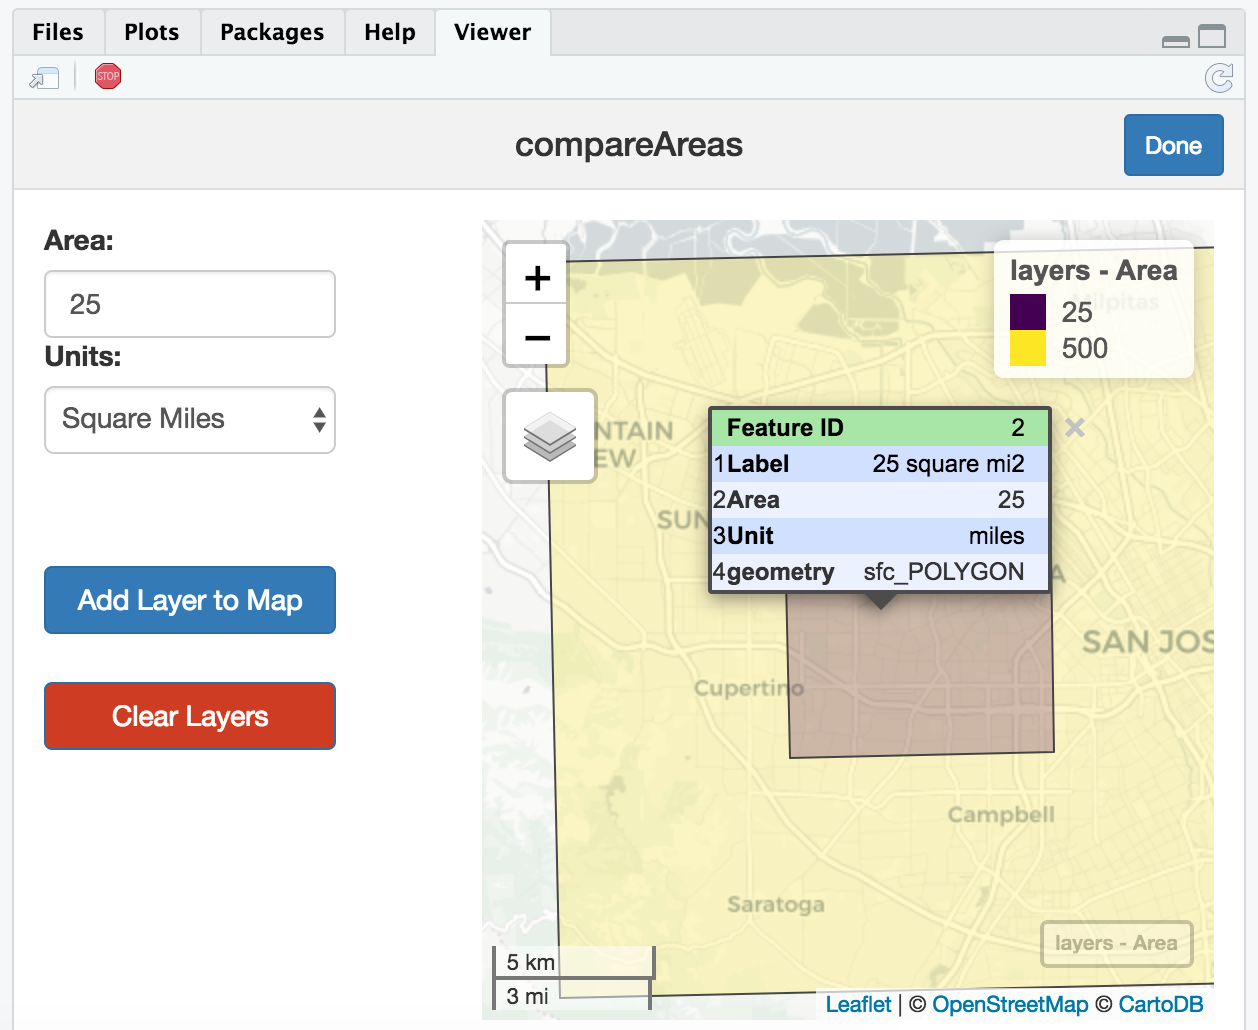 Files
Plots
Packages
Help
Viewer
STOP
compareAreas
Done
Area:
25
Units:
Square Miles
Add Layer to Map
Clear Layers
+
−
layers - Area
25
500
Milpitas
NTAIN
EW
SUN
Feature ID 2
1 Label 25 square mi2
2 Area 25
3 Unit miles
4 geometry sfc_POLYGON
×
A
SAN JOS
Cupertino
Campbell
Saratoga
layers - Area
5 km
3 mi
Leaflet | © OpenStreetMap © CartoDB